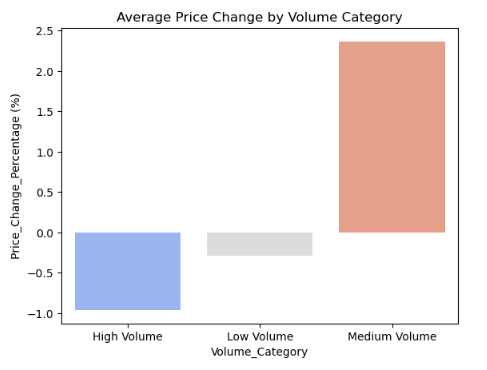 Average Price Change by Volume Category
Price_Change_Percentage (%)
2.5
2.0
1.5
1.0
0.5
0.0
−0.5
−1.0
High Volume Low Volume Medium Volume
Volume_Category